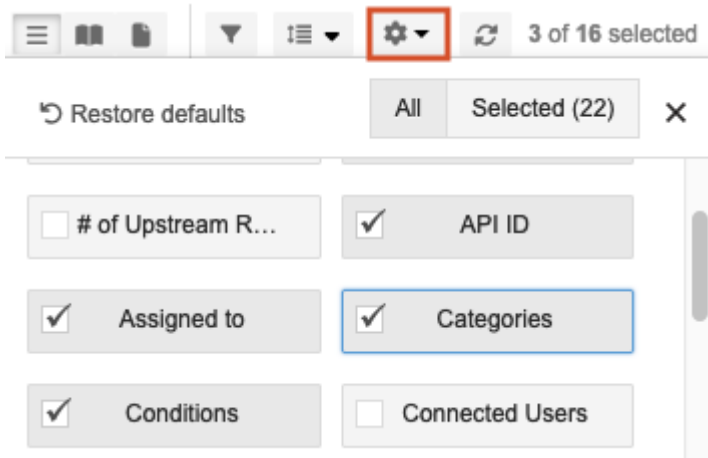 3 of 16 selected
Restore defaults
All
Selected (22)
# of Upstream R...
API ID
Assigned to
Categories
Conditions
Connected Users